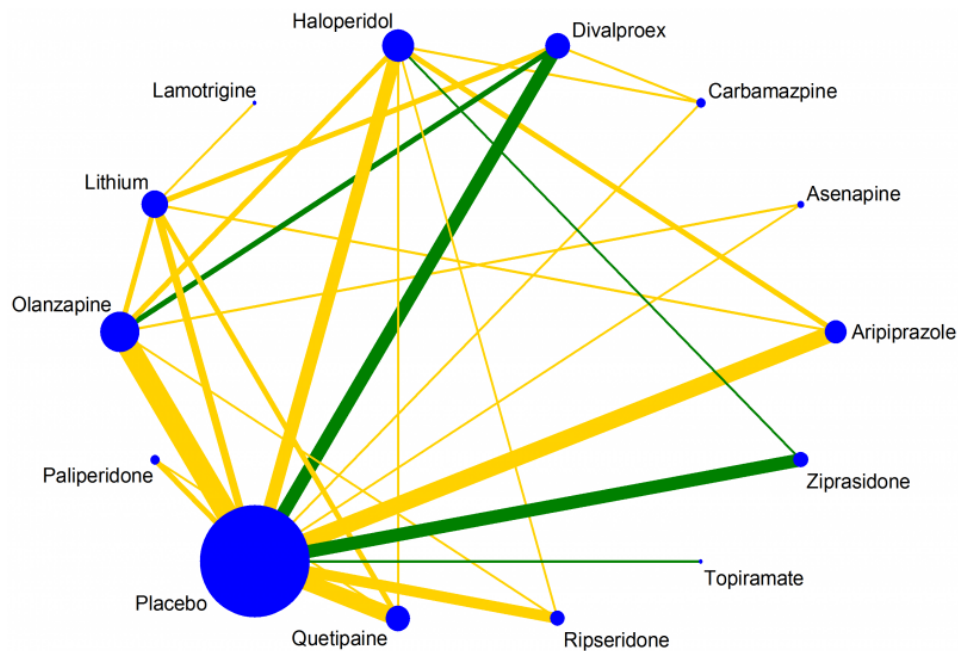 Haloperidol
Divalproex
Lamotrigine
Carbamazpine
Lithium
Asenapine
Olanzapine
Aripiprazole
Paliperidone
Ziprasidone
Topiramate
Placebo
Quetipaine
Ripseridone